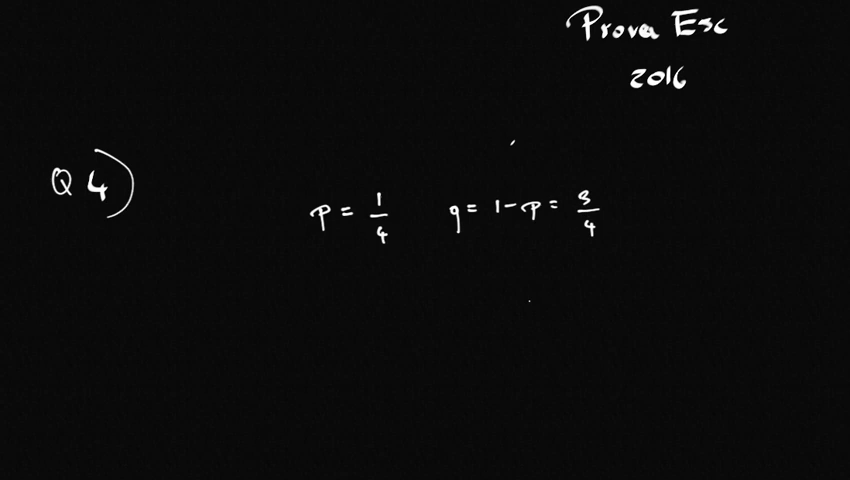 Prova Esc
2016
Q 4)
p = 1/4 q = 1 - p = 3/4